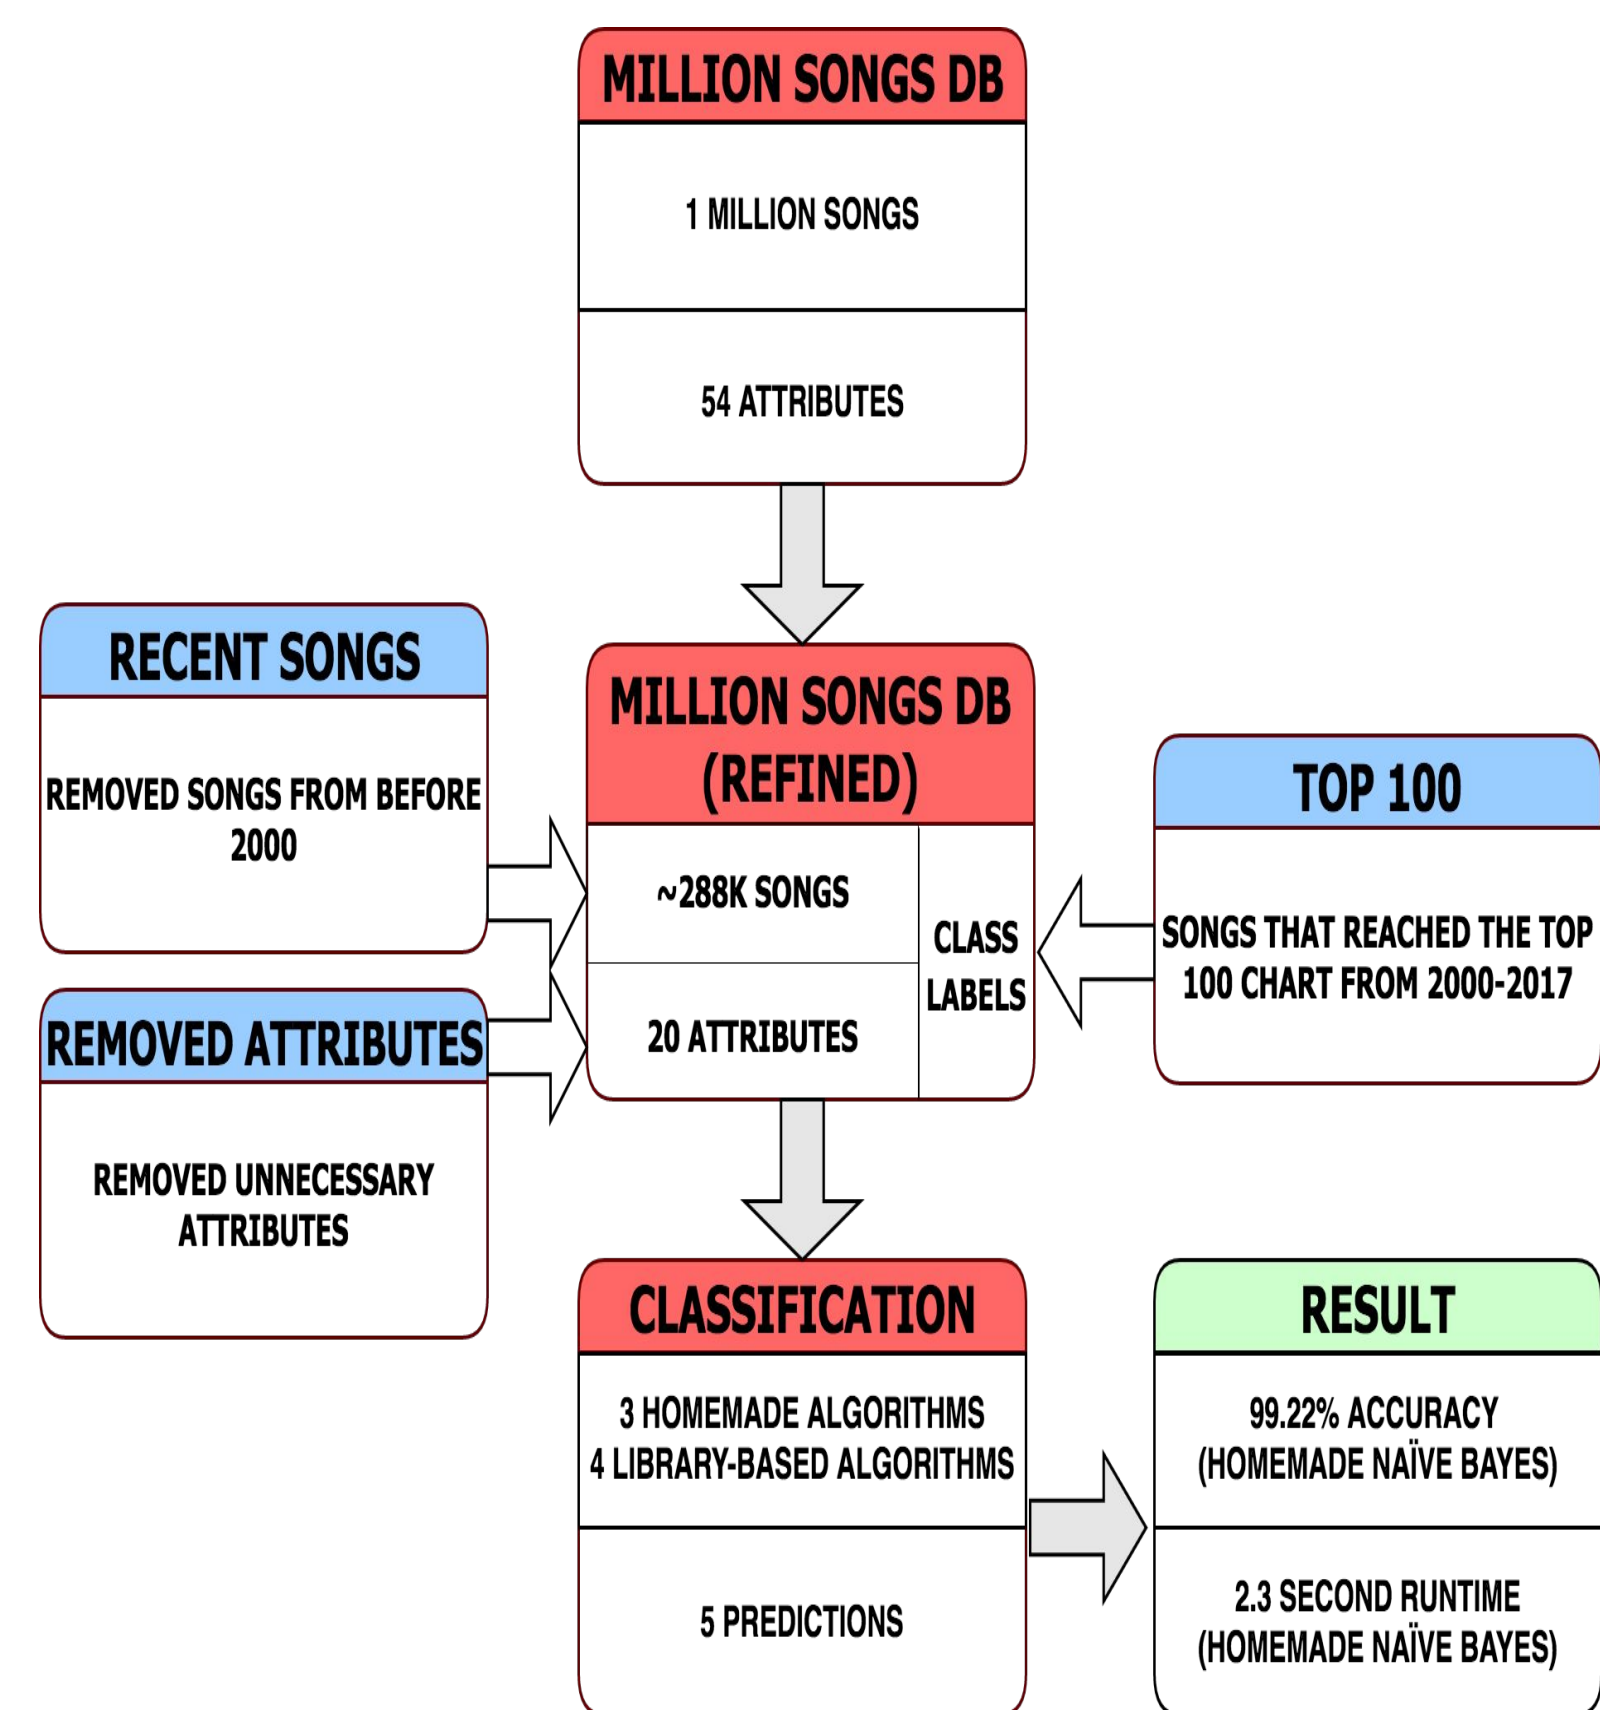 MILLION SONGS DB
1 MILLION SONGS
54 ATTRIBUTES
RECENT SONGS
REMOVED SONGS FROM BEFORE
2000
REMOVED ATTRIBUTES
REMOVED UNNECESSARY
ATTRIBUTES
MILLION SONGS DB
(REFINED)
~288K SONGS
20 ATTRIBUTES
CLASS
LABELS
TOP 100
SONGS THAT REACHED THE TOP
100 CHART FROM 2000-2017
CLASSIFICATION
3 HOMEMADE ALGORITHMS
4 LIBRARY-BASED ALGORITHMS
5 PREDICTIONS
RESULT
99.22% ACCURACY
(HOMEMADE NAÏVE BAYES)
2.3 SECOND RUNTIME
(HOMEMADE NAÏVE BAYES)